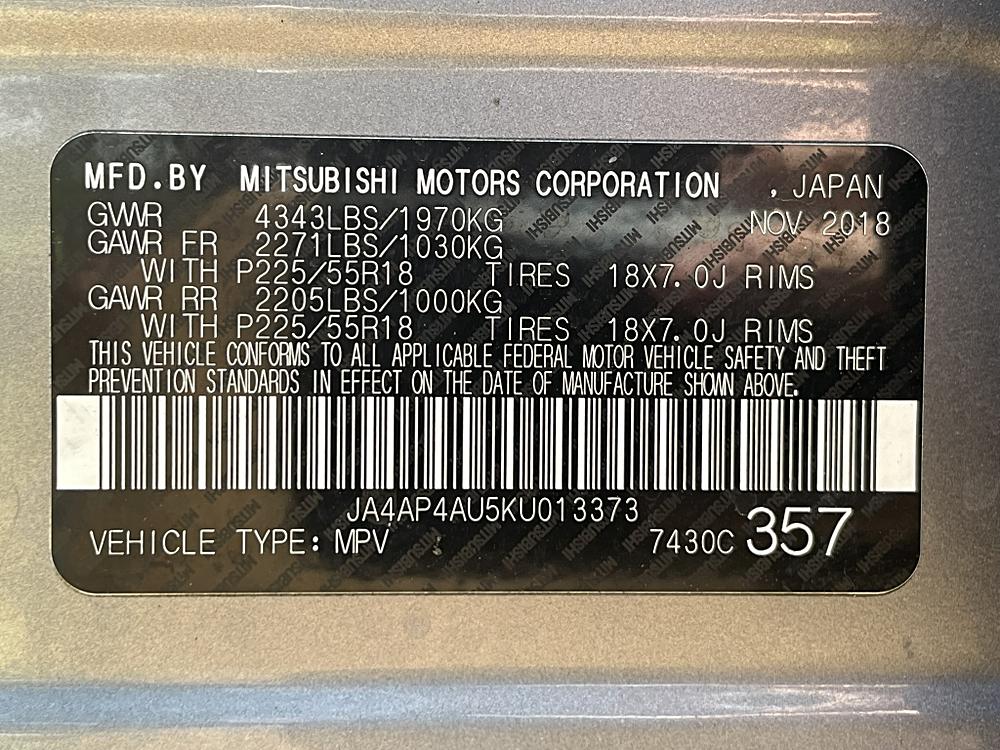 MFD.BY MITSUBISHI MOTORS CORPORATION , JAPAN
GVWR 4343LBS/1970KG NOV 2018
GAWR FR 2271LBS/1030KG
WITH P225/55R18 TIRES 18X7.0J RIMS
GAWR RR 2205LBS/1000KG
WITH P225/55R18 TIRES 18X7.0J RIMS
THIS VEHICLE CONFORMS TO ALL APPLICABLE FEDERAL MOTOR VEHICLE SAFETY AND THEFT
PREVENTION STANDARDS IN EFFECT ON THE DATE OF MANUFACTURE SHOWN ABOVE.
JA4AP4AU5KU013373
VEHICLE TYPE: MPV 7430C 357